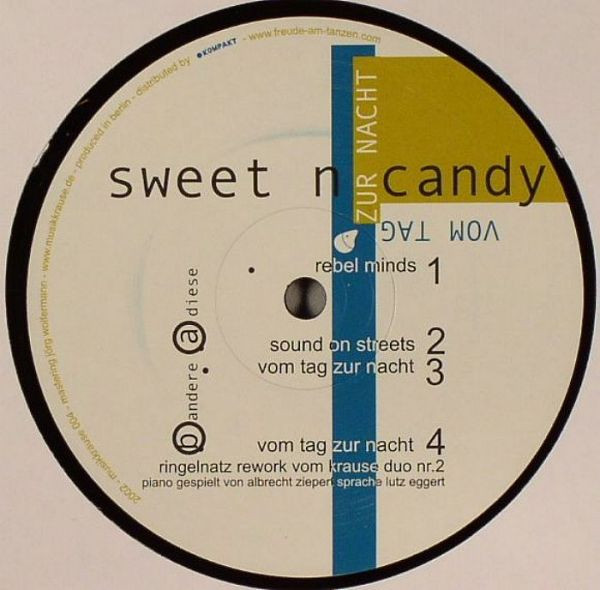 2002 - musikkrause 004 - mastering jörg wolfermann - www.musikkrause.de - produced in berlin - distributed by KOMPAKT - www.freude-am-tanzen.com
ZUR NACHT
sweet n candy
VOM TAG
rebel minds 1
a diese
sound on streets 2
vom tag zur nacht 3
b andere
vom tag zur nacht 4
ringelnatz rework vom krause duo nr.2
piano gespielt von albrecht ziepert sprache lutz eggert